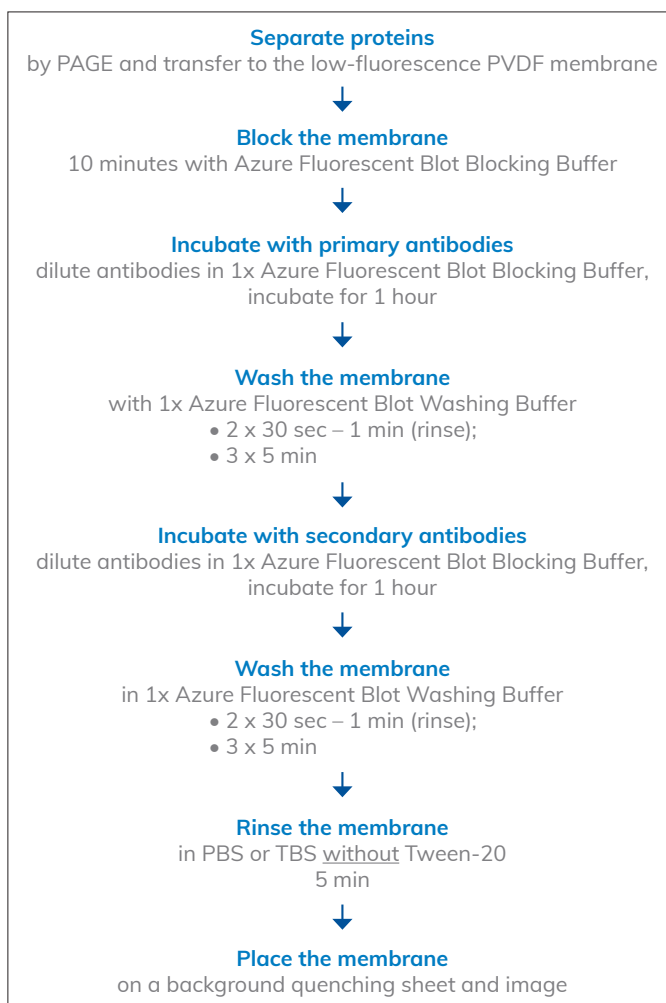 Separate proteins
by PAGE and transfer to the low-fluorescence PVDF membrane
Block the membrane
10 minutes with Azure Fluorescent Blot Blocking Buffer
Incubate with primary antibodies
dilute antibodies in 1x Azure Fluorescent Blot Blocking Buffer,
incubate for 1 hour
Wash the membrane
with 1x Azure Fluorescent Blot Washing Buffer
• 2 x 30 sec – 1 min (rinse);
• 3 x 5 min
Incubate with secondary antibodies
dilute antibodies in 1x Azure Fluorescent Blot Blocking Buffer,
incubate for 1 hour
Wash the membrane
in 1x Azure Fluorescent Blot Washing Buffer
• 2 x 30 sec – 1 min (rinse);
• 3 x 5 min
Rinse the membrane
in PBS or TBS without Tween-20
5 min
Place the membrane
on a background quenching sheet and image